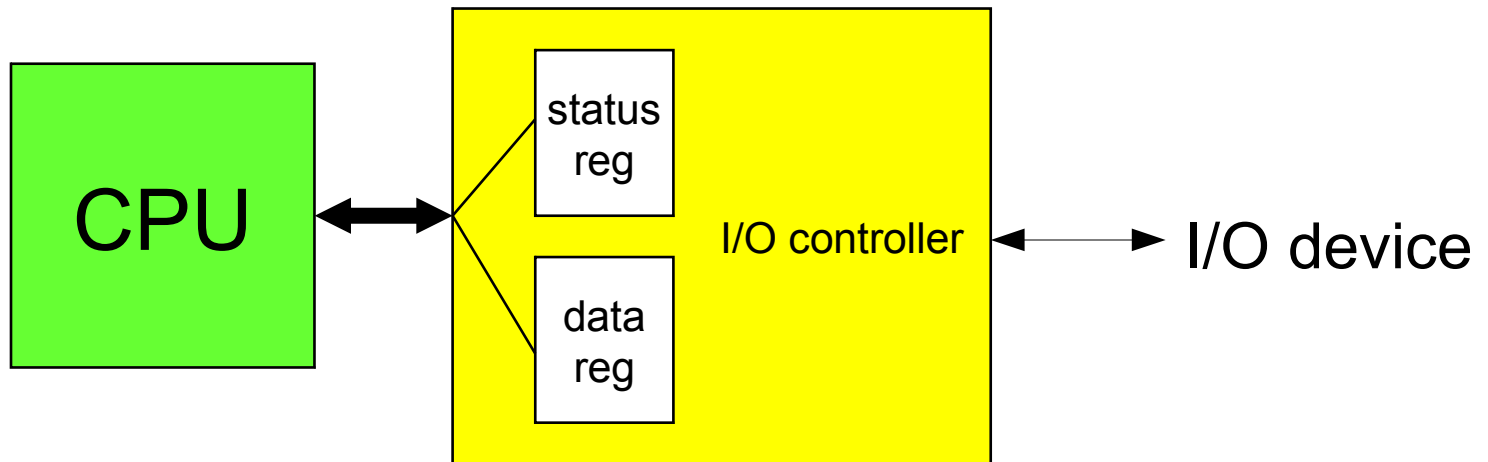 CPU
status
reg
data
reg
I/O controller
I/O device